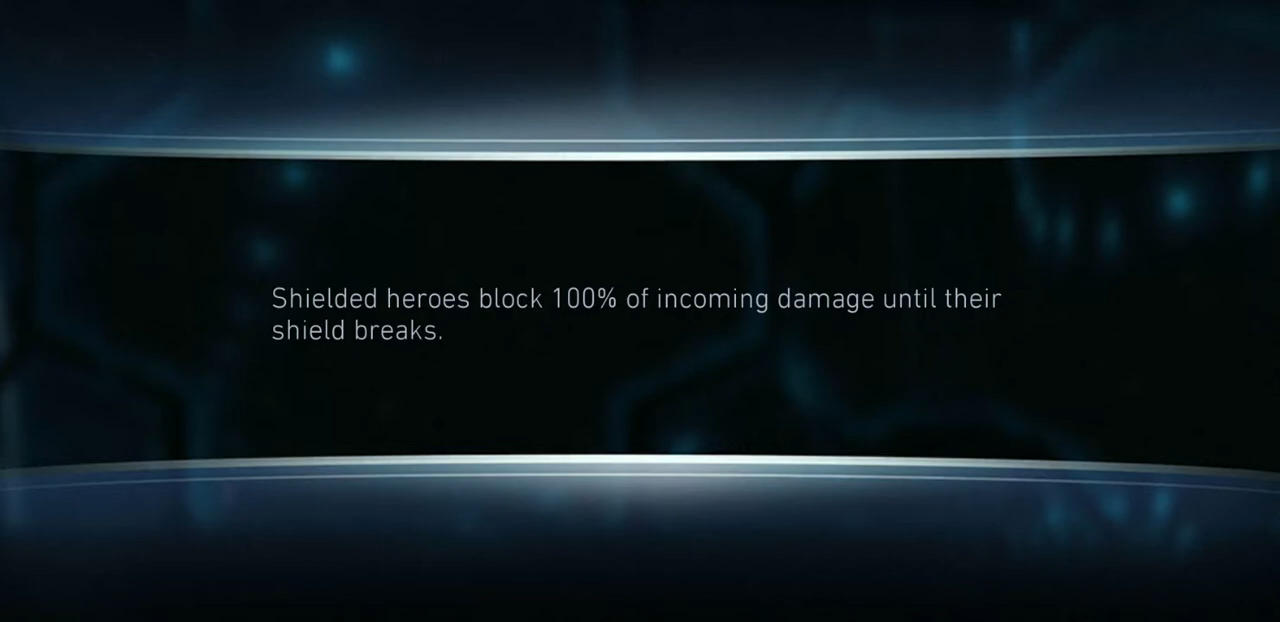 Shielded heroes block 100% of incoming damage until their
shield breaks.